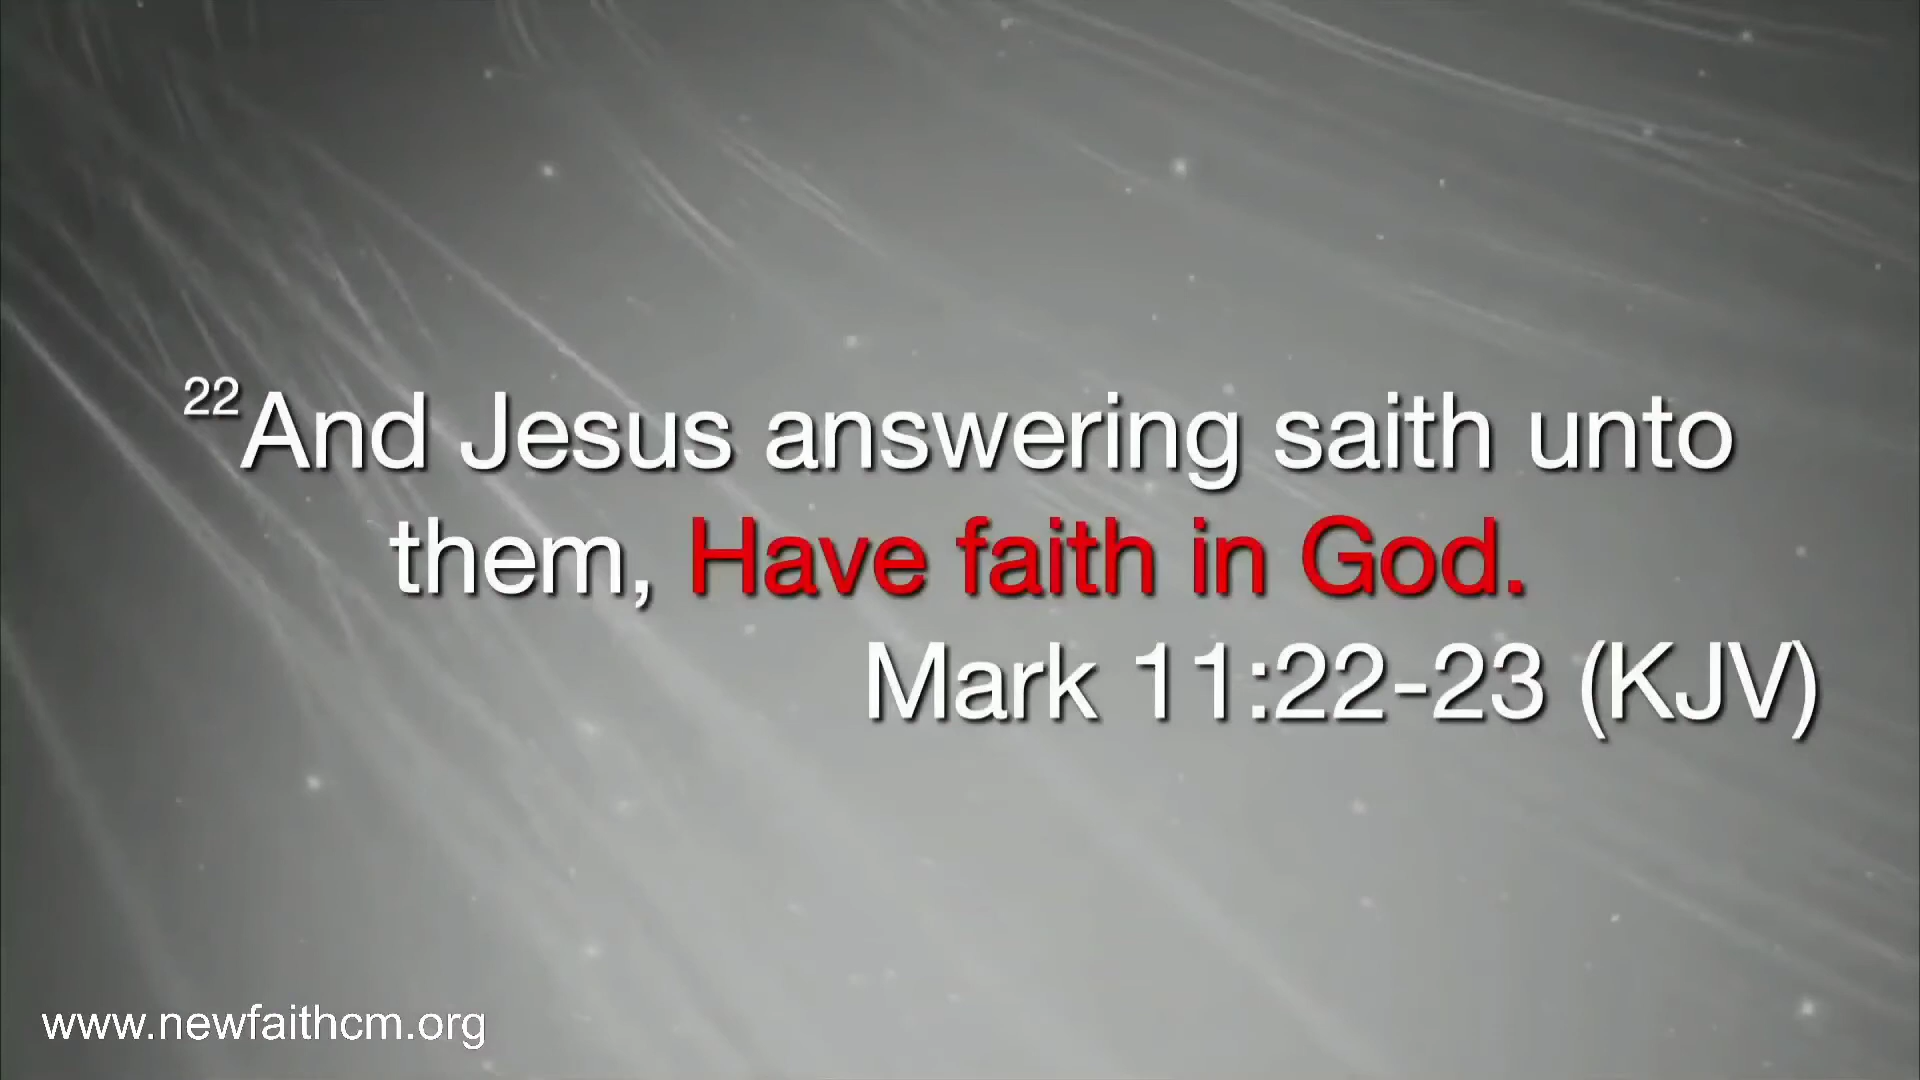 22And Jesus answering saith unto
them, Have faith in God.
Mark 11:22-23 (KJV)
www.newfaithcm.org